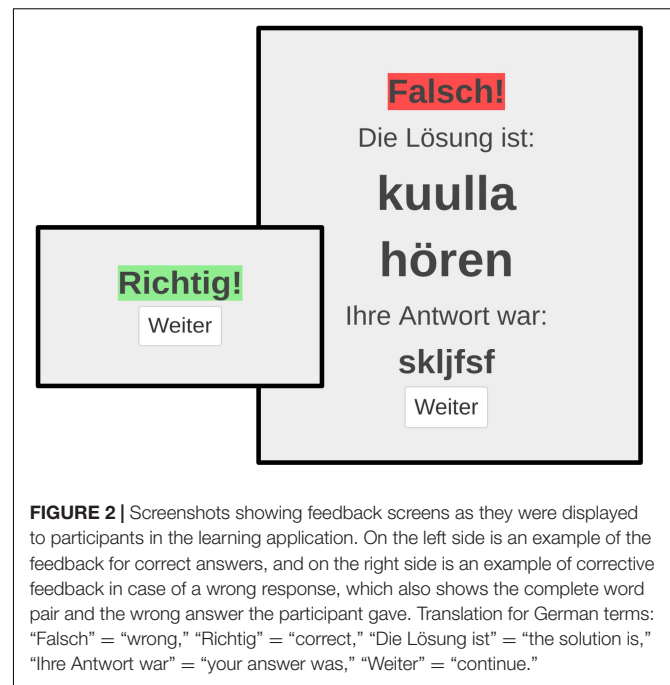 Falsch!
Die Lösung ist:
kuulla
hören
Ihre Antwort war:
skljfsf
Weiter
Richtig!
Weiter
FIGURE 2 | Screenshots showing feedback screens as they were displayed
to participants in the learning application. On the left side is an example of the
feedback for correct answers, and on the right side is an example of corrective
feedback in case of a wrong response, which also shows the complete word
pair and the wrong answer the participant gave. Translation for German terms:
“Falsch” = “wrong,” “Richtig” = “correct,” “Die Lösung ist” = “the solution is,”
“Ihre Antwort war” = “your answer was,” “Weiter” = “continue.”